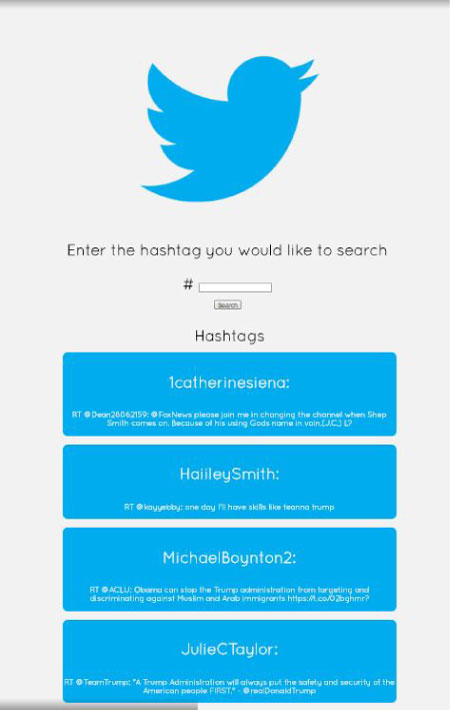 Enter the hashtag you would like to search
#
Search
Hashtags
1catherinesiena:
RT @Dean28062159: @FoxNews please join me in changing the channel when Shep
Smith comes on. Because of his using Gods name in vain.(J.C.) L?
HaiileySmith:
RT @kayyebby: one day I'll have skills like teanna trump
MichaelBoynton2:
RT @ACLU: Obama can stop the Trump administration from targeting and
discriminating against Muslim and Arab immigrants https://t.co/02bghmr?
JulieCTaylor:
RT @TeamTrump: "A Trump Administration will always put the safety and security of the
American people FIRST." - @realDonaldTrump